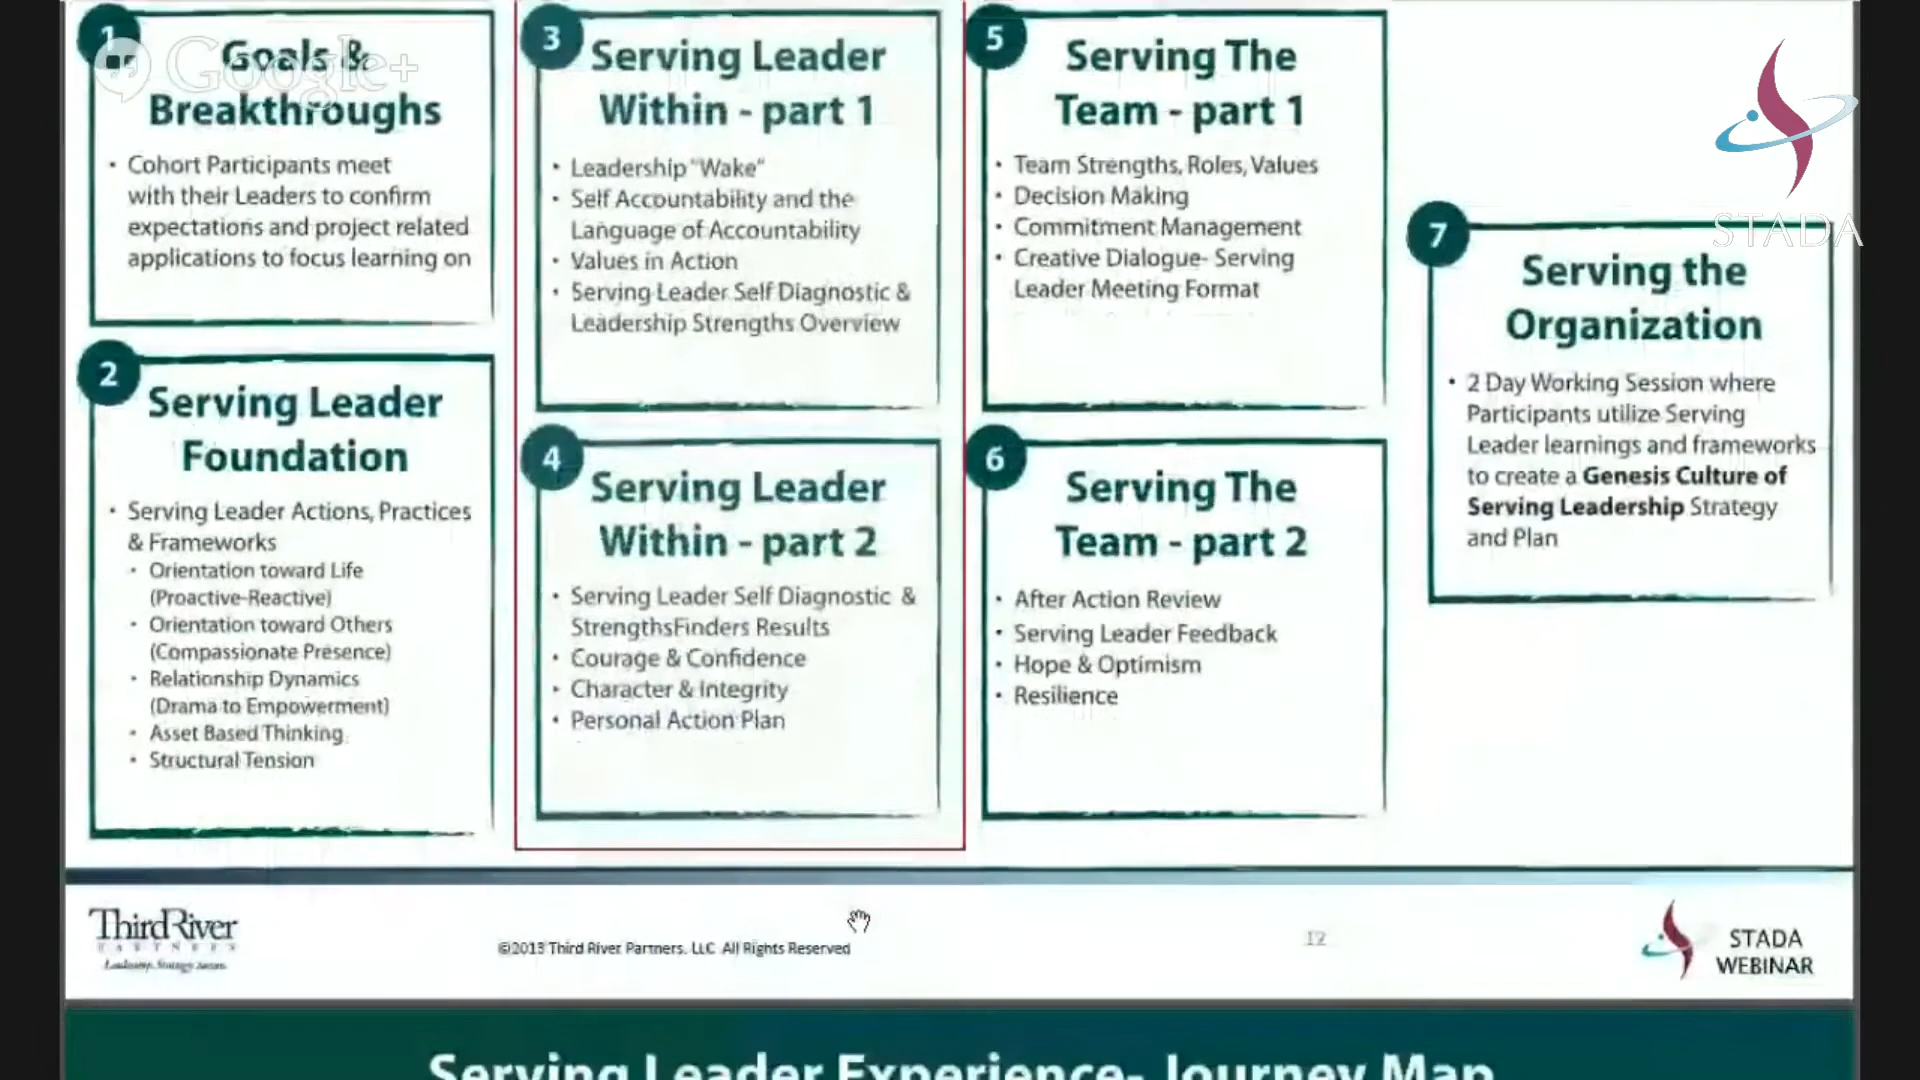 Google+
1
Goals &
Breakthroughs
• Cohort Participants meet
with their Leaders to confirm
expectations and project related
applications to focus learning on
2
Serving Leader
Foundation
• Serving Leader Actions, Practices
& Frameworks
• Orientation toward Life
(Proactive-Reactive)
• Orientation toward Others
(Compassionate Presence)
• Relationship Dynamics
(Drama to Empowerment)
• Asset Based Thinking
• Structural Tension
3
Serving Leader
Within - part 1
• Leadership "Wake"
• Self Accountability and the
Language of Accountability
• Values in Action
• Serving Leader Self Diagnostic &
Leadership Strengths Overview
4
Serving Leader
Within - part 2
• Serving Leader Self Diagnostic &
StrengthsFinders Results
• Courage & Confidence
• Character & Integrity
• Personal Action Plan
5
Serving The
Team - part 1
• Team Strengths, Roles, Values
• Decision Making
• Commitment Management
• Creative Dialogue- Serving
Leader Meeting Format
6
Serving The
Team - part 2
• After Action Review
• Serving Leader Feedback
• Hope & Optimism
• Resilience
STADA
7
Serving the
Organization
• 2 Day Working Session where
Participants utilize Serving
Leader learnings and frameworks
to create a Genesis Culture of
Serving Leadership Strategy
and Plan
ThirdRiver
PARTNERS
©2013 Third River Partners, LLC All Rights Reserved
12
STADA
WEBINAR
Serving Leader Experience- Journey Map